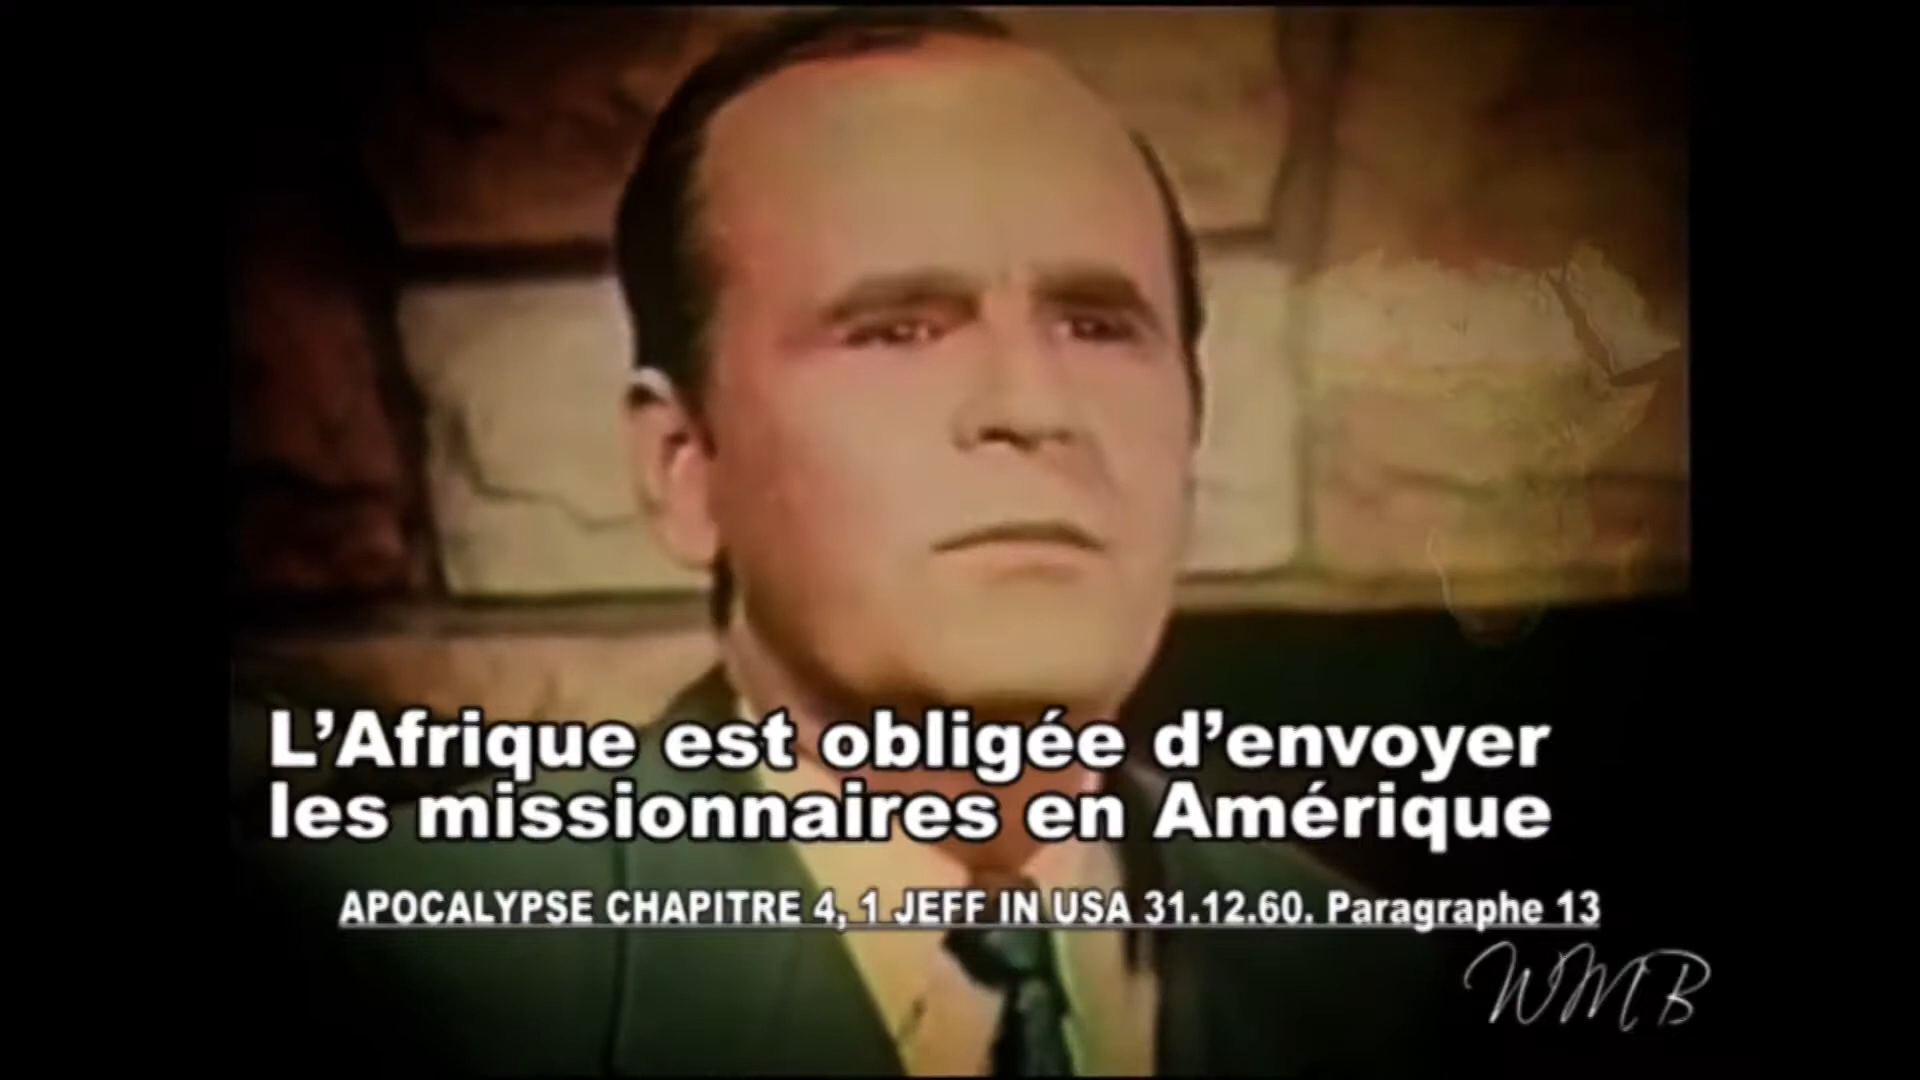 L'Afrique est obligée d'envoyer
les missionnaires en Amérique
APOCALYPSE CHAPITRE 4, 1 JEFF IN USA 31.12.60. Paragraphe 13
WMB